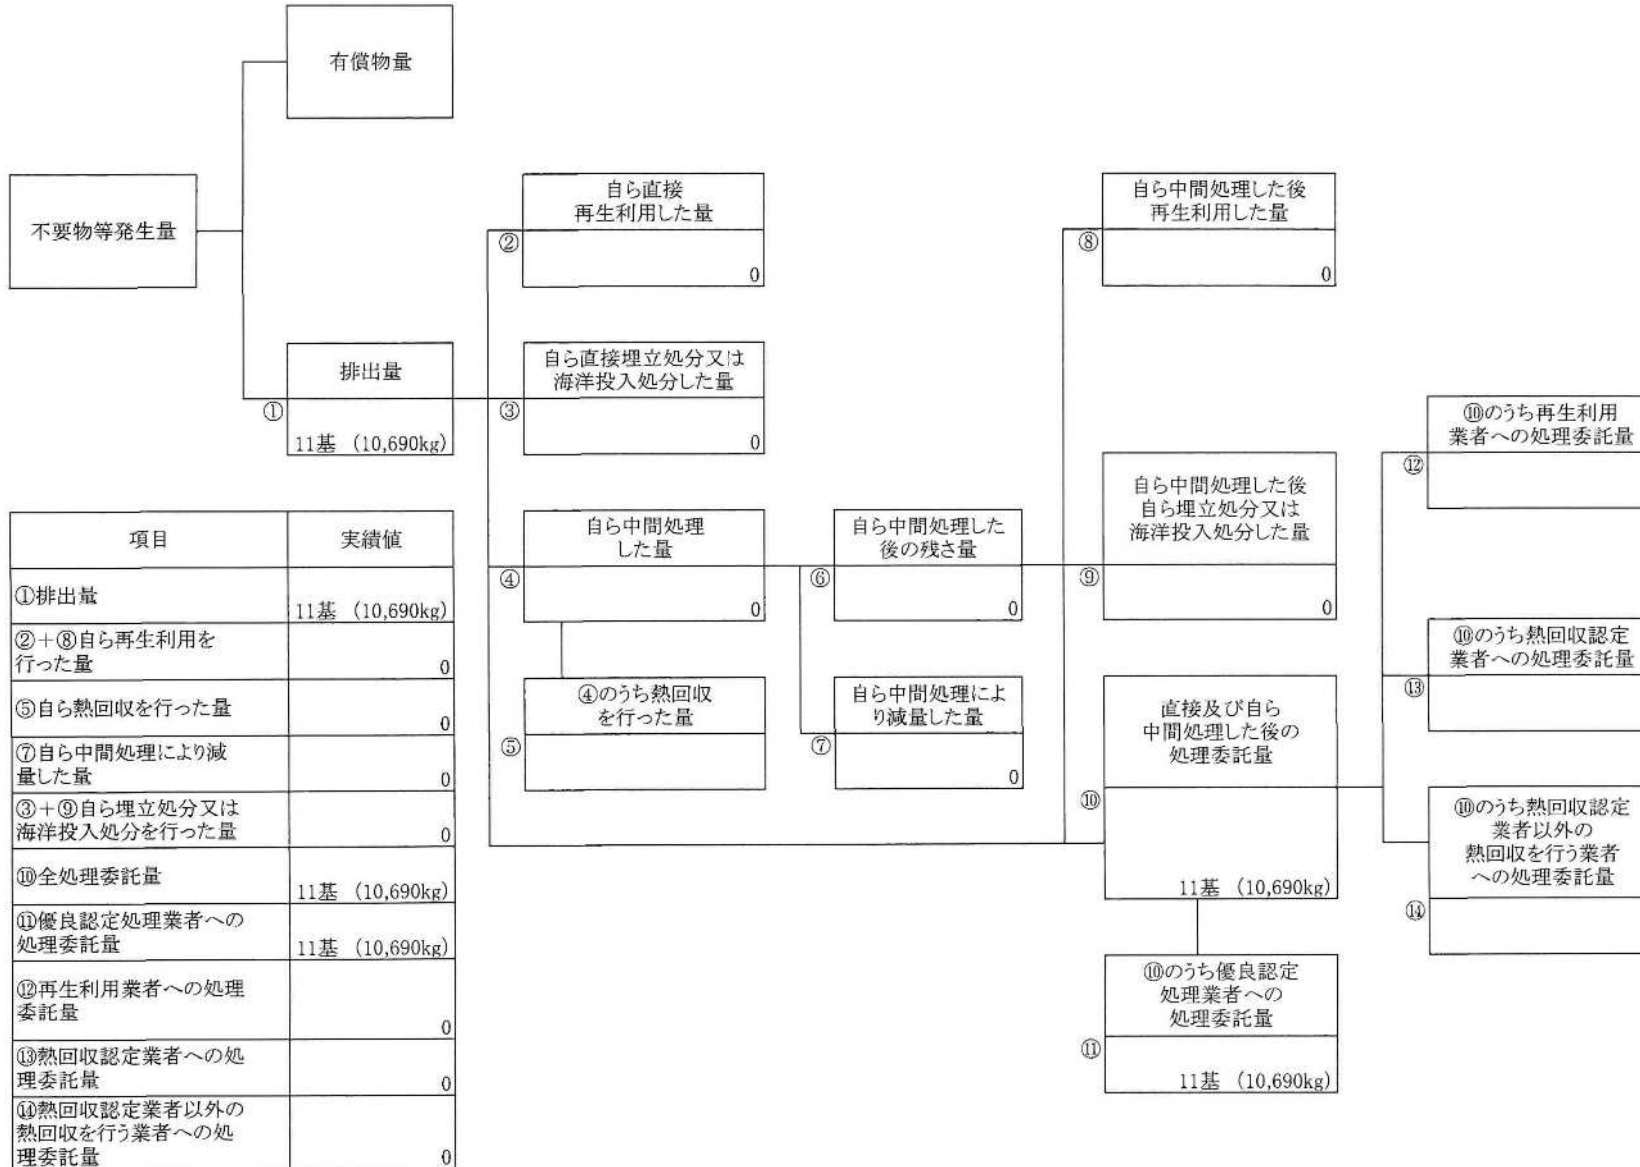 有償物量
不要物等発生量
排出量
①
11基 (10,690kg)
自ら直接
再生利用した量
②
0
自ら直接埋立処分又は
海洋投入処分した量
③
0
自ら中間処理
した量
④
0
④のうち熱回収
を行った量
⑤
自ら中間処理した
後の残さ量
⑥
0
自ら中間処理によ
り減量した量
⑦
0
自ら中間処理した後
再生利用した量
⑧
0
自ら中間処理した後
自ら埋立処分又は
海洋投入処分した量
⑨
0
直接及び自ら
中間処理した後の
処理委託量
⑩
11基 (10,690kg)
⑩のうち優良認定
処理業者への
処理委託量
⑪
11基 (10,690kg)
⑩のうち再生利用
業者への処理委託量
⑫
⑩のうち熱回収認定
業者への処理委託量
⑬
⑩のうち熱回収認定
業者以外の
熱回収を行う業者
への処理委託量
⑭
項目 実績値
①排出量
11基 (10,690kg)
②+⑧自ら再生利用を
行った量 0
⑤自ら熱回収を行った量
0
⑦自ら中間処理により減
量した量 0
③+⑨自ら埋立処分又は
海洋投入処分を行った量 0
⑩全処理委託量
11基 (10,690kg)
⑪優良認定処理業者への
処理委託量 11基 (10,690kg)
⑫再生利用業者への処理
委託量
0
⑬熱回収認定業者への処
理委託量 0
⑭熱回収認定業者以外の
熱回収を行う業者への処
理委託量 0